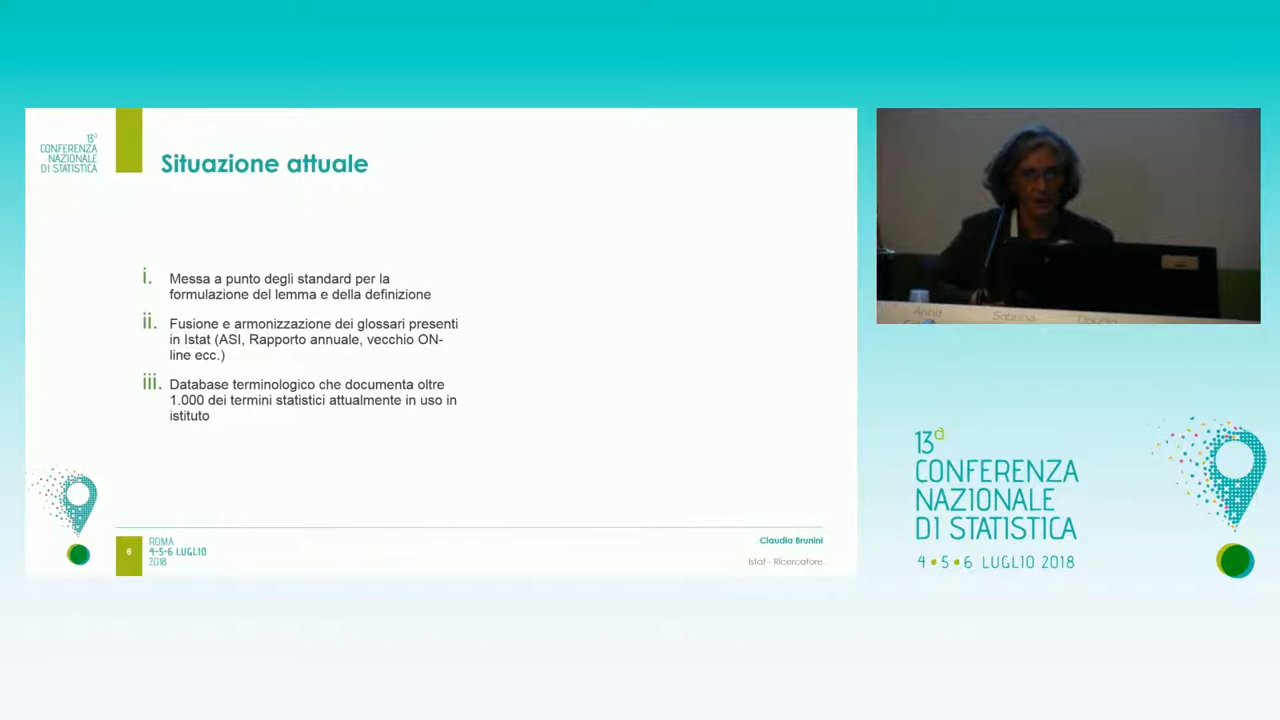 13a
CONFERENZA
NAZIONALE
DI STATISTICA
Situazione attuale
i. Messa a punto degli standard per la
formulazione del lemma e della definizione
ii. Fusione e armonizzazione dei glossari presenti
in Istat (ASI, Rapporto annuale, vecchio ON-
line ecc.)
iii. Database terminologico che documenta oltre
1.000 dei termini statistici attualmente in uso in
istituto
6
ROMA
4-5-6 LUGLIO
2018
Claudia Brunini
Istat - Ricercatore
Anna
Sabrina
13a
CONFERENZA
NAZIONALE
DI STATISTICA
4 • 5 • 6 LUGLIO 2018